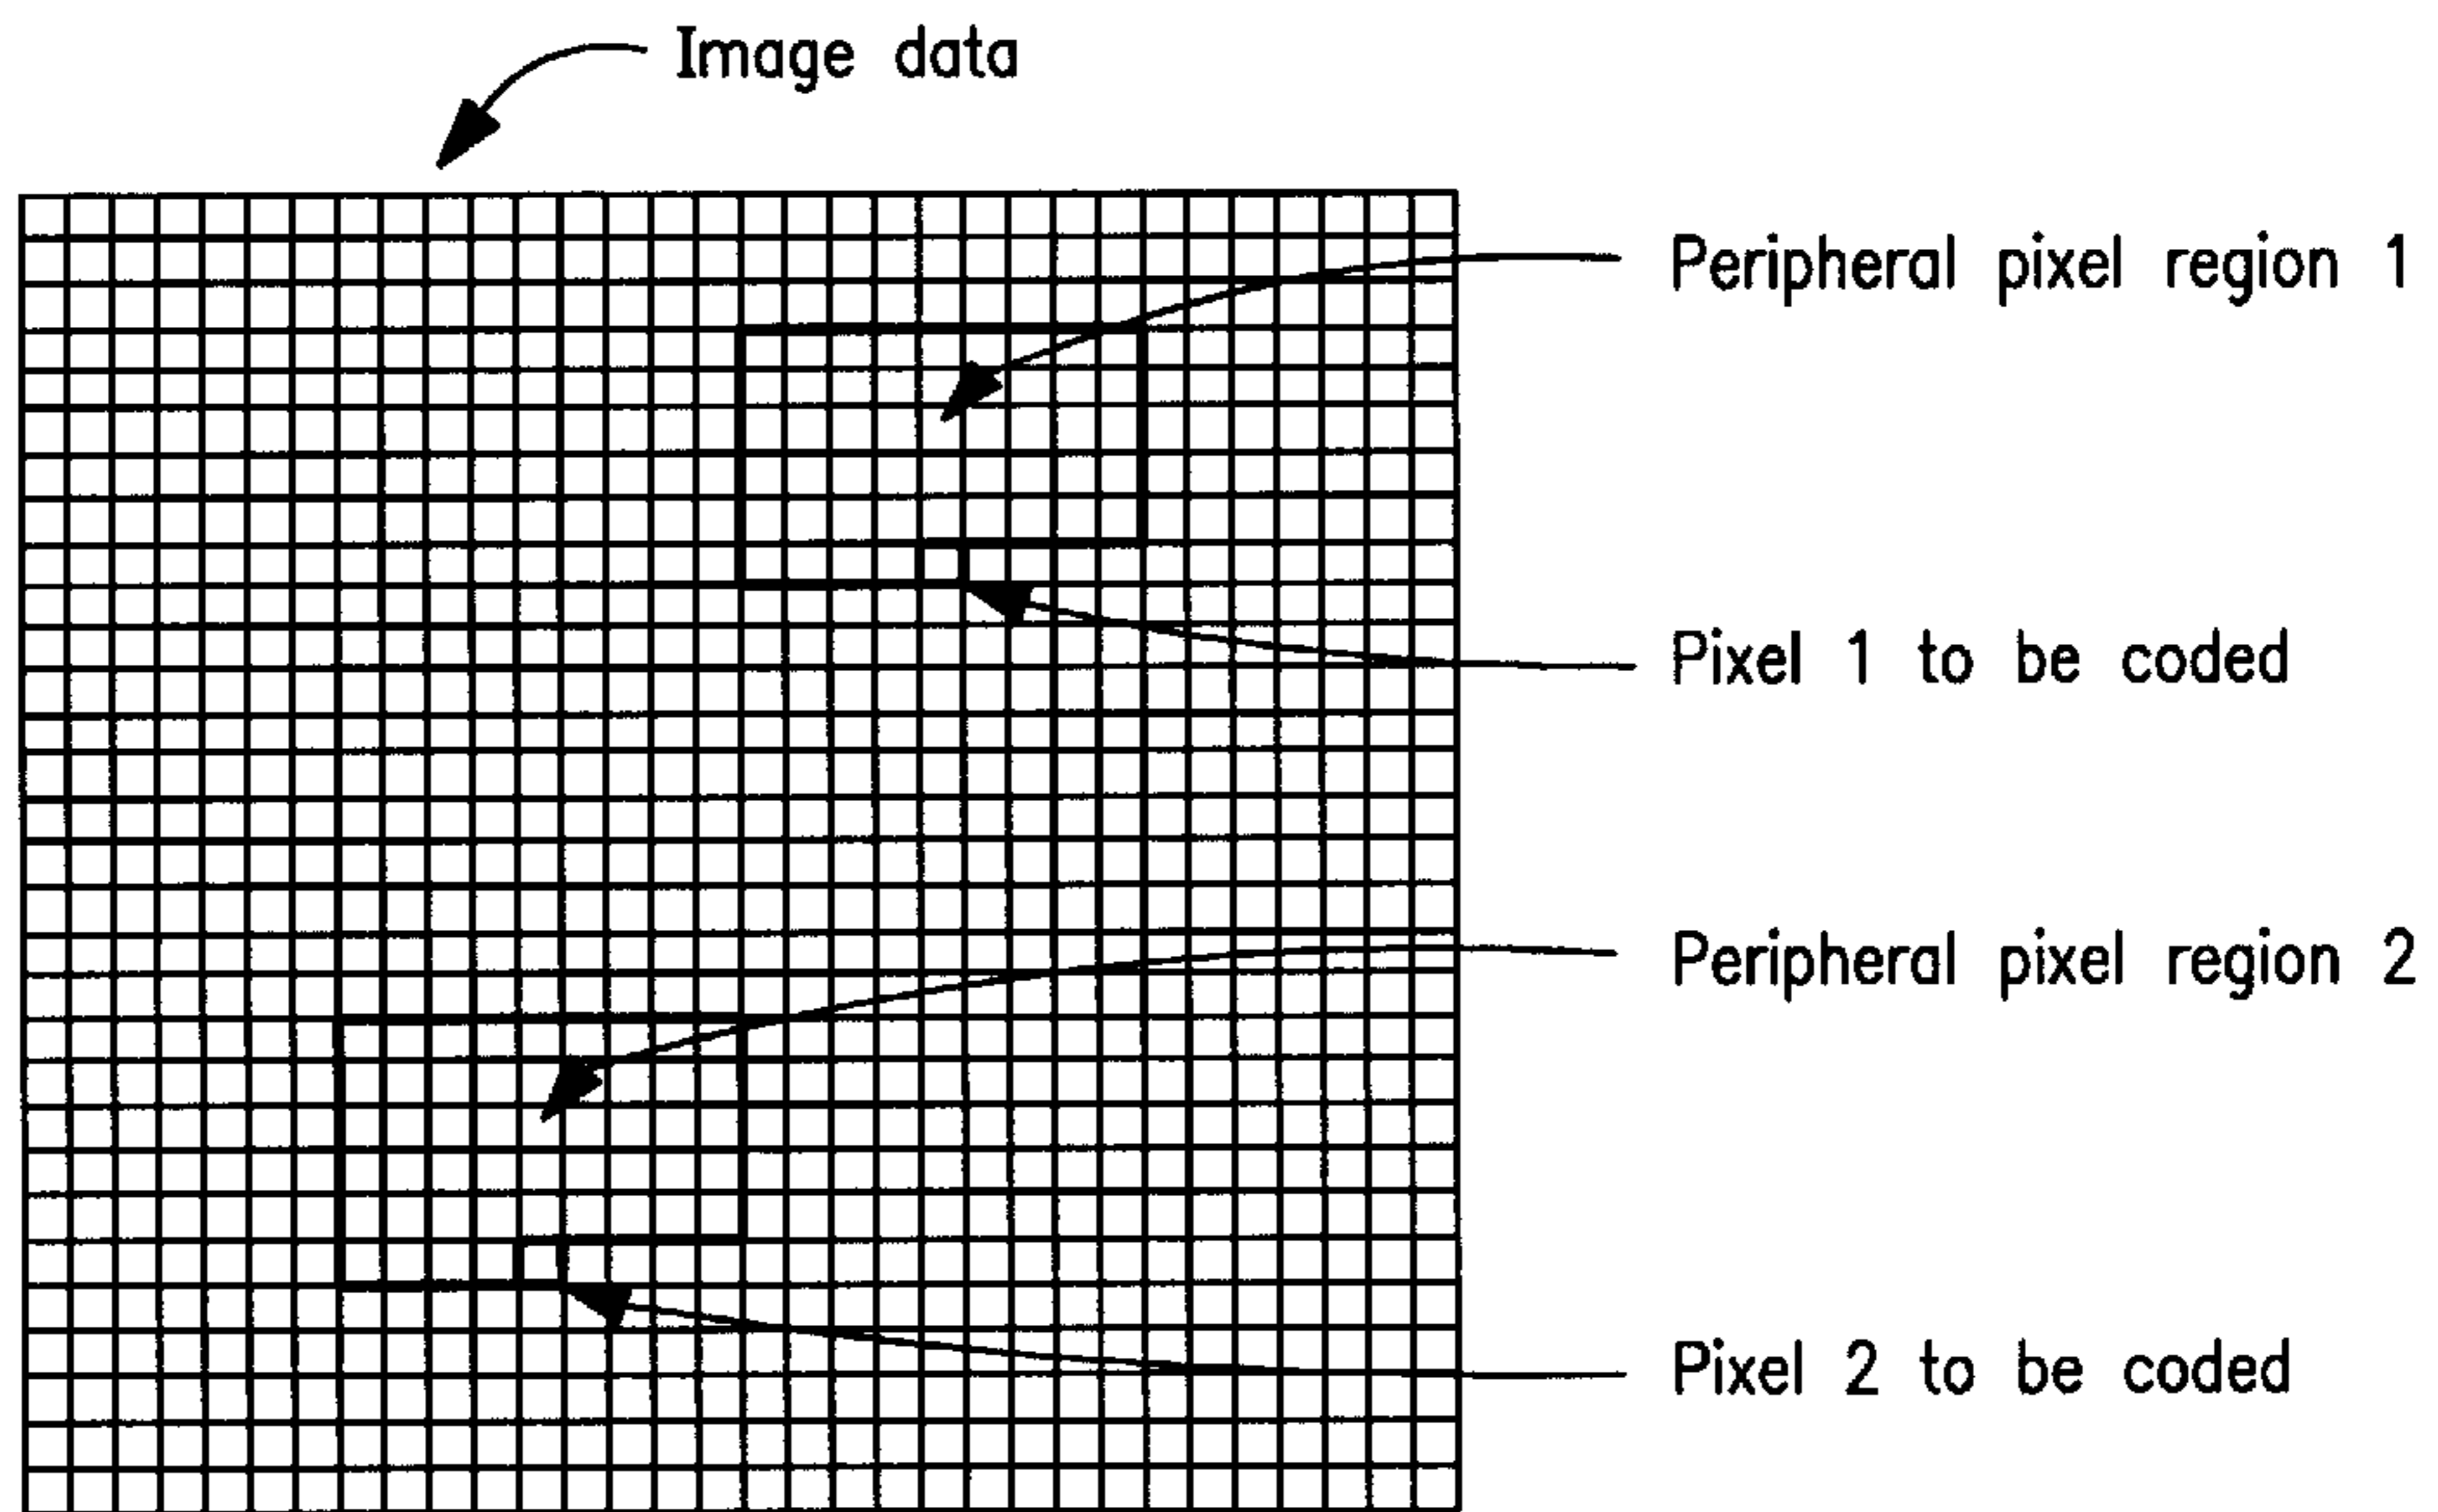 Image data
Peripheral pixel region 1
Pixel 1 to be coded
Peripheral pixel region 2
Pixel 2 to be coded